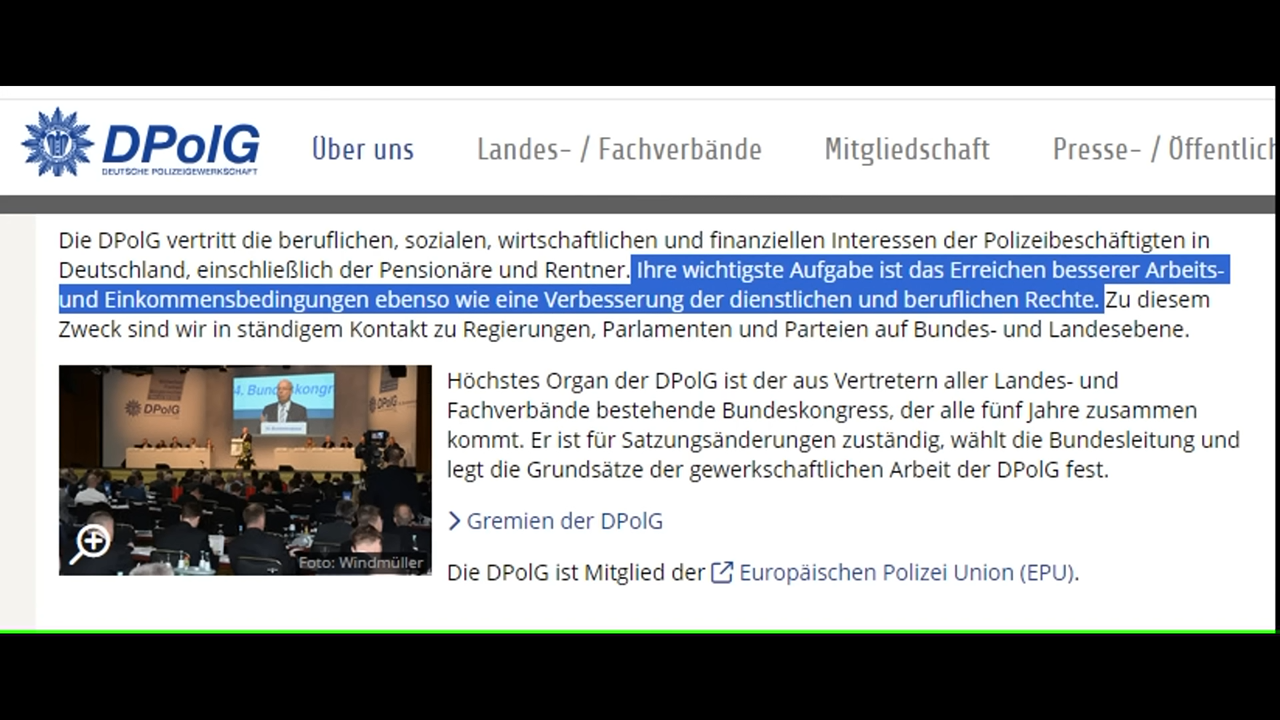 DPolG
DEUTSCHE POLIZEIGEWERKSCHAFT
Über uns
Landes- / Fachverbände
Mitgliedschaft
Presse- / Öffentlich
Die DPolG vertritt die beruflichen, sozialen, wirtschaftlichen und finanziellen Interessen der Polizeibeschäftigten in
Deutschland, einschließlich der Pensionäre und Rentner. Ihre wichtigste Aufgabe ist das Erreichen besserer Arbeits-
und Einkommensbedingungen ebenso wie eine Verbesserung der dienstlichen und beruflichen Rechte. Zu diesem
Zweck sind wir in ständigem Kontakt zu Regierungen, Parlamenten und Parteien auf Bundes- und Landesebene.
4. Bundeskongr
DPolG
DPolG
Foto: Windmüller
Höchstes Organ der DPolG ist der aus Vertretern aller Landes- und
Fachverbände bestehende Bundeskongress, der alle fünf Jahre zusammen
kommt. Er ist für Satzungsänderungen zuständig, wählt die Bundesleitung und
legt die Grundsätze der gewerkschaftlichen Arbeit der DPolG fest.
Gremien der DPolG
Die DPolG ist Mitglied der Europäischen Polizei Union (EPU).